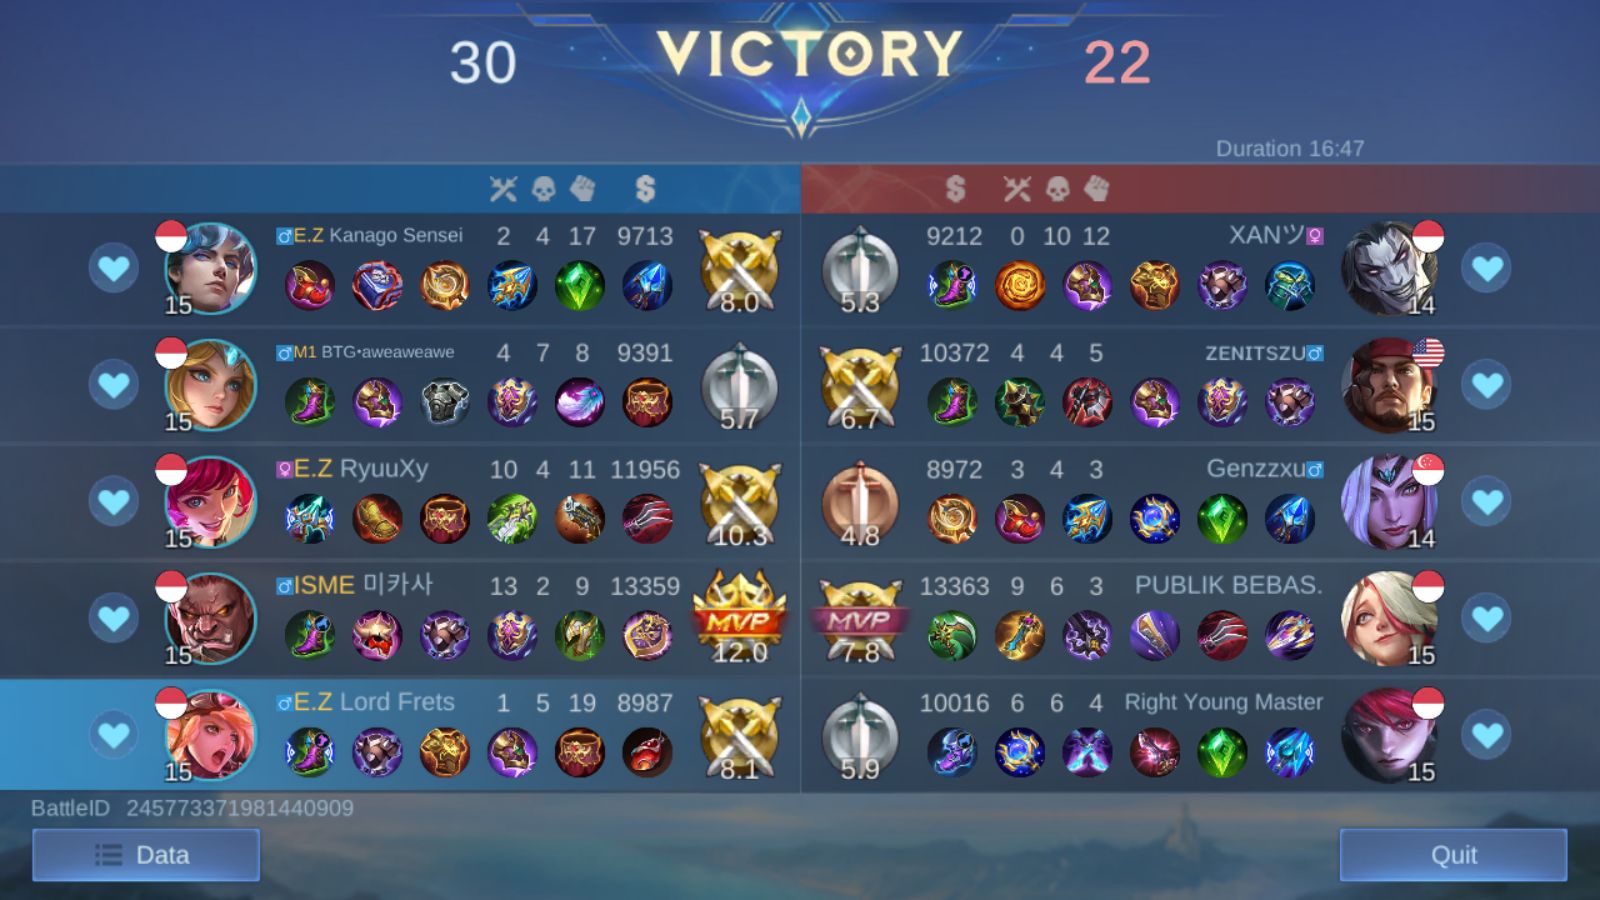 30 VICTORY 22
Duration 16:47
E.Z Kanago Sensei 2 4 17 9713 8.0 15
5.3 9212 0 10 12 XANツ 14
M1 BTG•aweaweawe 4 7 8 9391 5.7 15
6.7 10372 4 4 5 ZENITSZU 15
E.Z RyuuXy 10 4 11 11956 10.3 15
4.8 8972 3 4 3 Genzzxu 14
ISME 미카사 13 2 9 13359 MVP 12.0 15
MVP 7.8 13363 9 6 3 PUBLIK BEBAS. 15
E.Z Lord Frets 1 5 19 8987 8.1 15
5.9 10016 6 6 4 Right Young Master 15
BattleID 245773371981440909
Data Quit